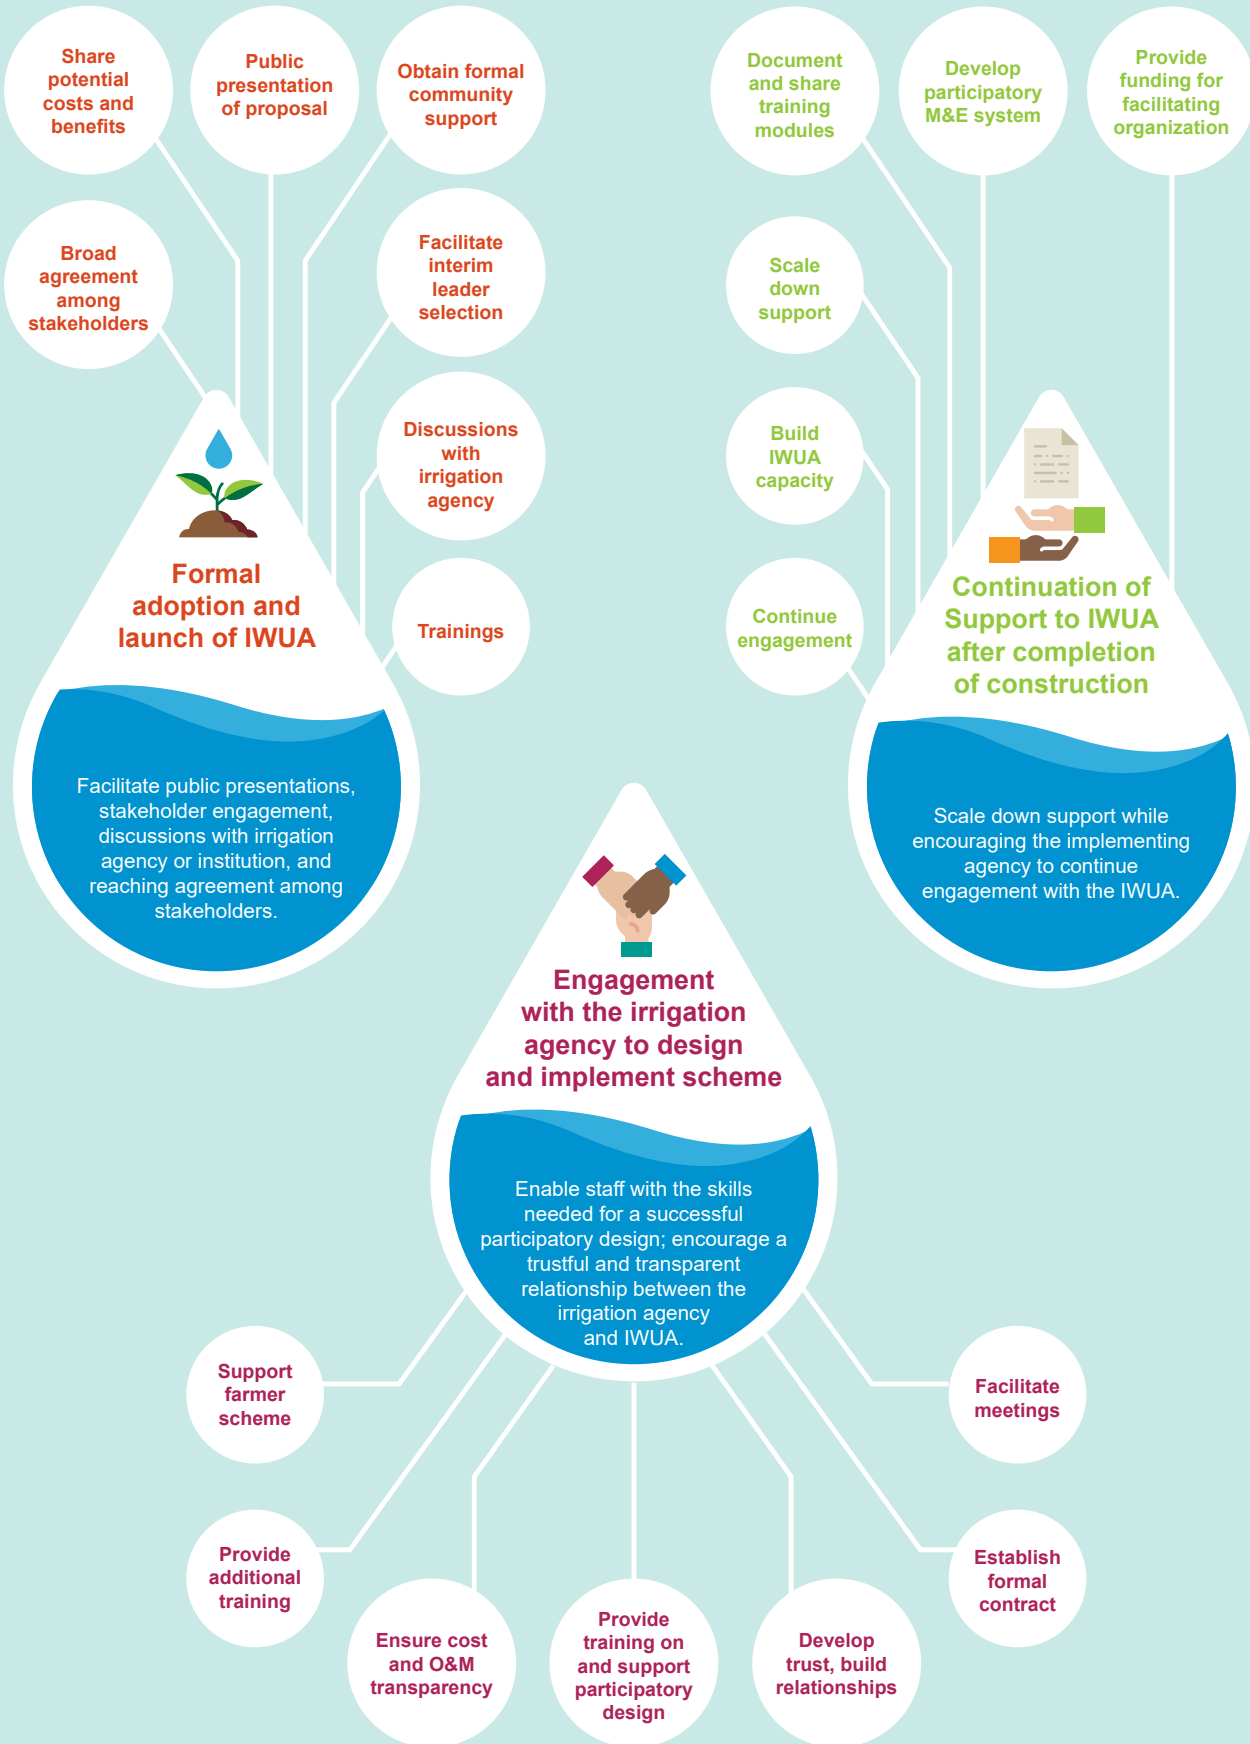 Share
potential
costs and
benefits
Public
presentation
of proposal
Obtain formal
community
support
Broad
agreement
among
stakeholders
Facilitate
interim
leader
selection
Discussions
with
irrigation
agency
Trainings
Formal
adoption and
launch of IWUA
Facilitate public presentations,
stakeholder engagement,
discussions with irrigation
agency or institution, and
reaching agreement among
stakeholders.
Document
and share
training
modules
Develop
participatory
M&E system
Provide
funding for
facilitating
organization
Scale
down
support
Build
IWUA
capacity
Continue
engagement
Continuation of
Support to IWUA
after completion
of construction
Scale down support while
encouraging the implementing
agency to continue
engagement with the IWUA.
Engagement
with the irrigation
agency to design
and implement scheme
Enable staff with the skills
needed for a successful
participatory design; encourage a
trustful and transparent
relationship between the
irrigation agency
and IWUA.
Support
farmer
scheme
Provide
additional
training
Ensure cost
and O&M
transparency
Provide
training on
and support
participatory
design
Develop
trust, build
relationships
Establish
formal
contract
Facilitate
meetings